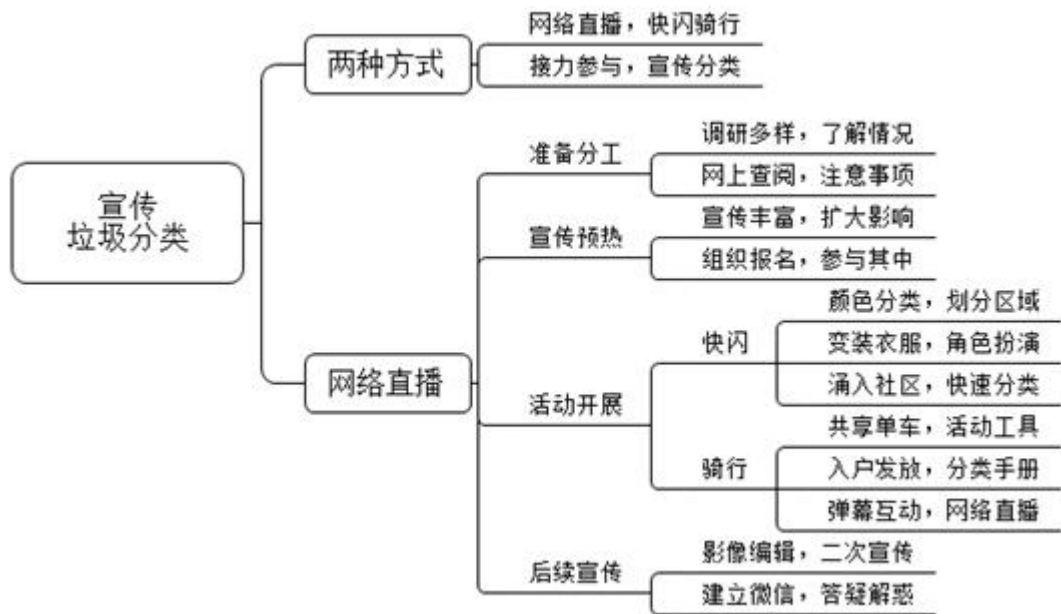 宣传
垃圾分类
两种方式
网络直播，快闪骑行
接力参与，宣传分类
网络直播
准备分工
调研多样，了解情况
网上查阅，注意事项
宣传预热
宣传丰富，扩大影响
组织报名，参与其中
活动开展
快闪
颜色分类，划分区域
变装衣服，角色扮演
涌入社区，快速分类
骑行
共享单车，活动工具
入户发放，分类手册
弹幕互动，网络直播
后续宣传
影像编辑，二次宣传
建立微信，答疑解惑